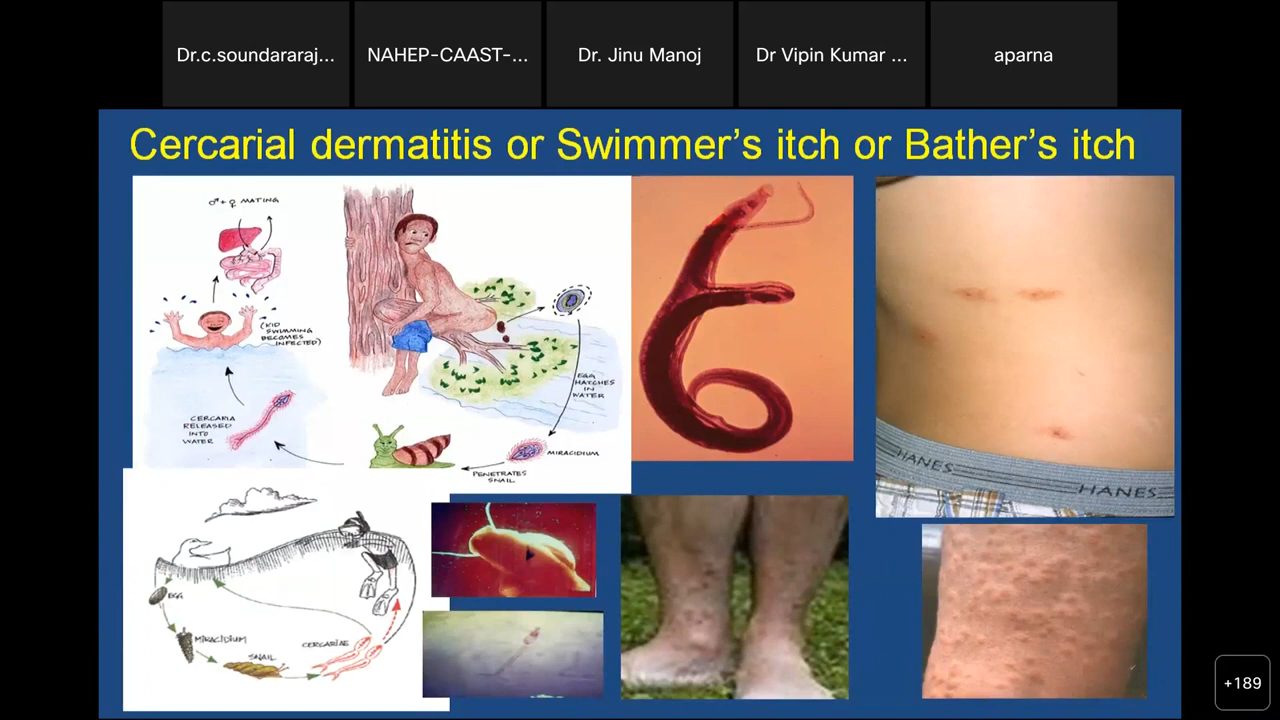 Dr.c.soundararaj...
NAHEP-CAAST-...
Dr. Jinu Manoj
Dr Vipin Kumar ...
aparna
Cercarial dermatitis or Swimmer's itch or Bather's itch
♂+♀ MATING
(KID
SWIMMING
BECOMES
INFECTED)
EGG
HATCHES
IN
WATER
CERCARIA
RELEASED
INTO
WATER
MIRACIDIUM
PENETRATES
SNAIL
HANES
HANES
EGG
MIRACIDIUM
SNAIL
CERCARIAE
+189